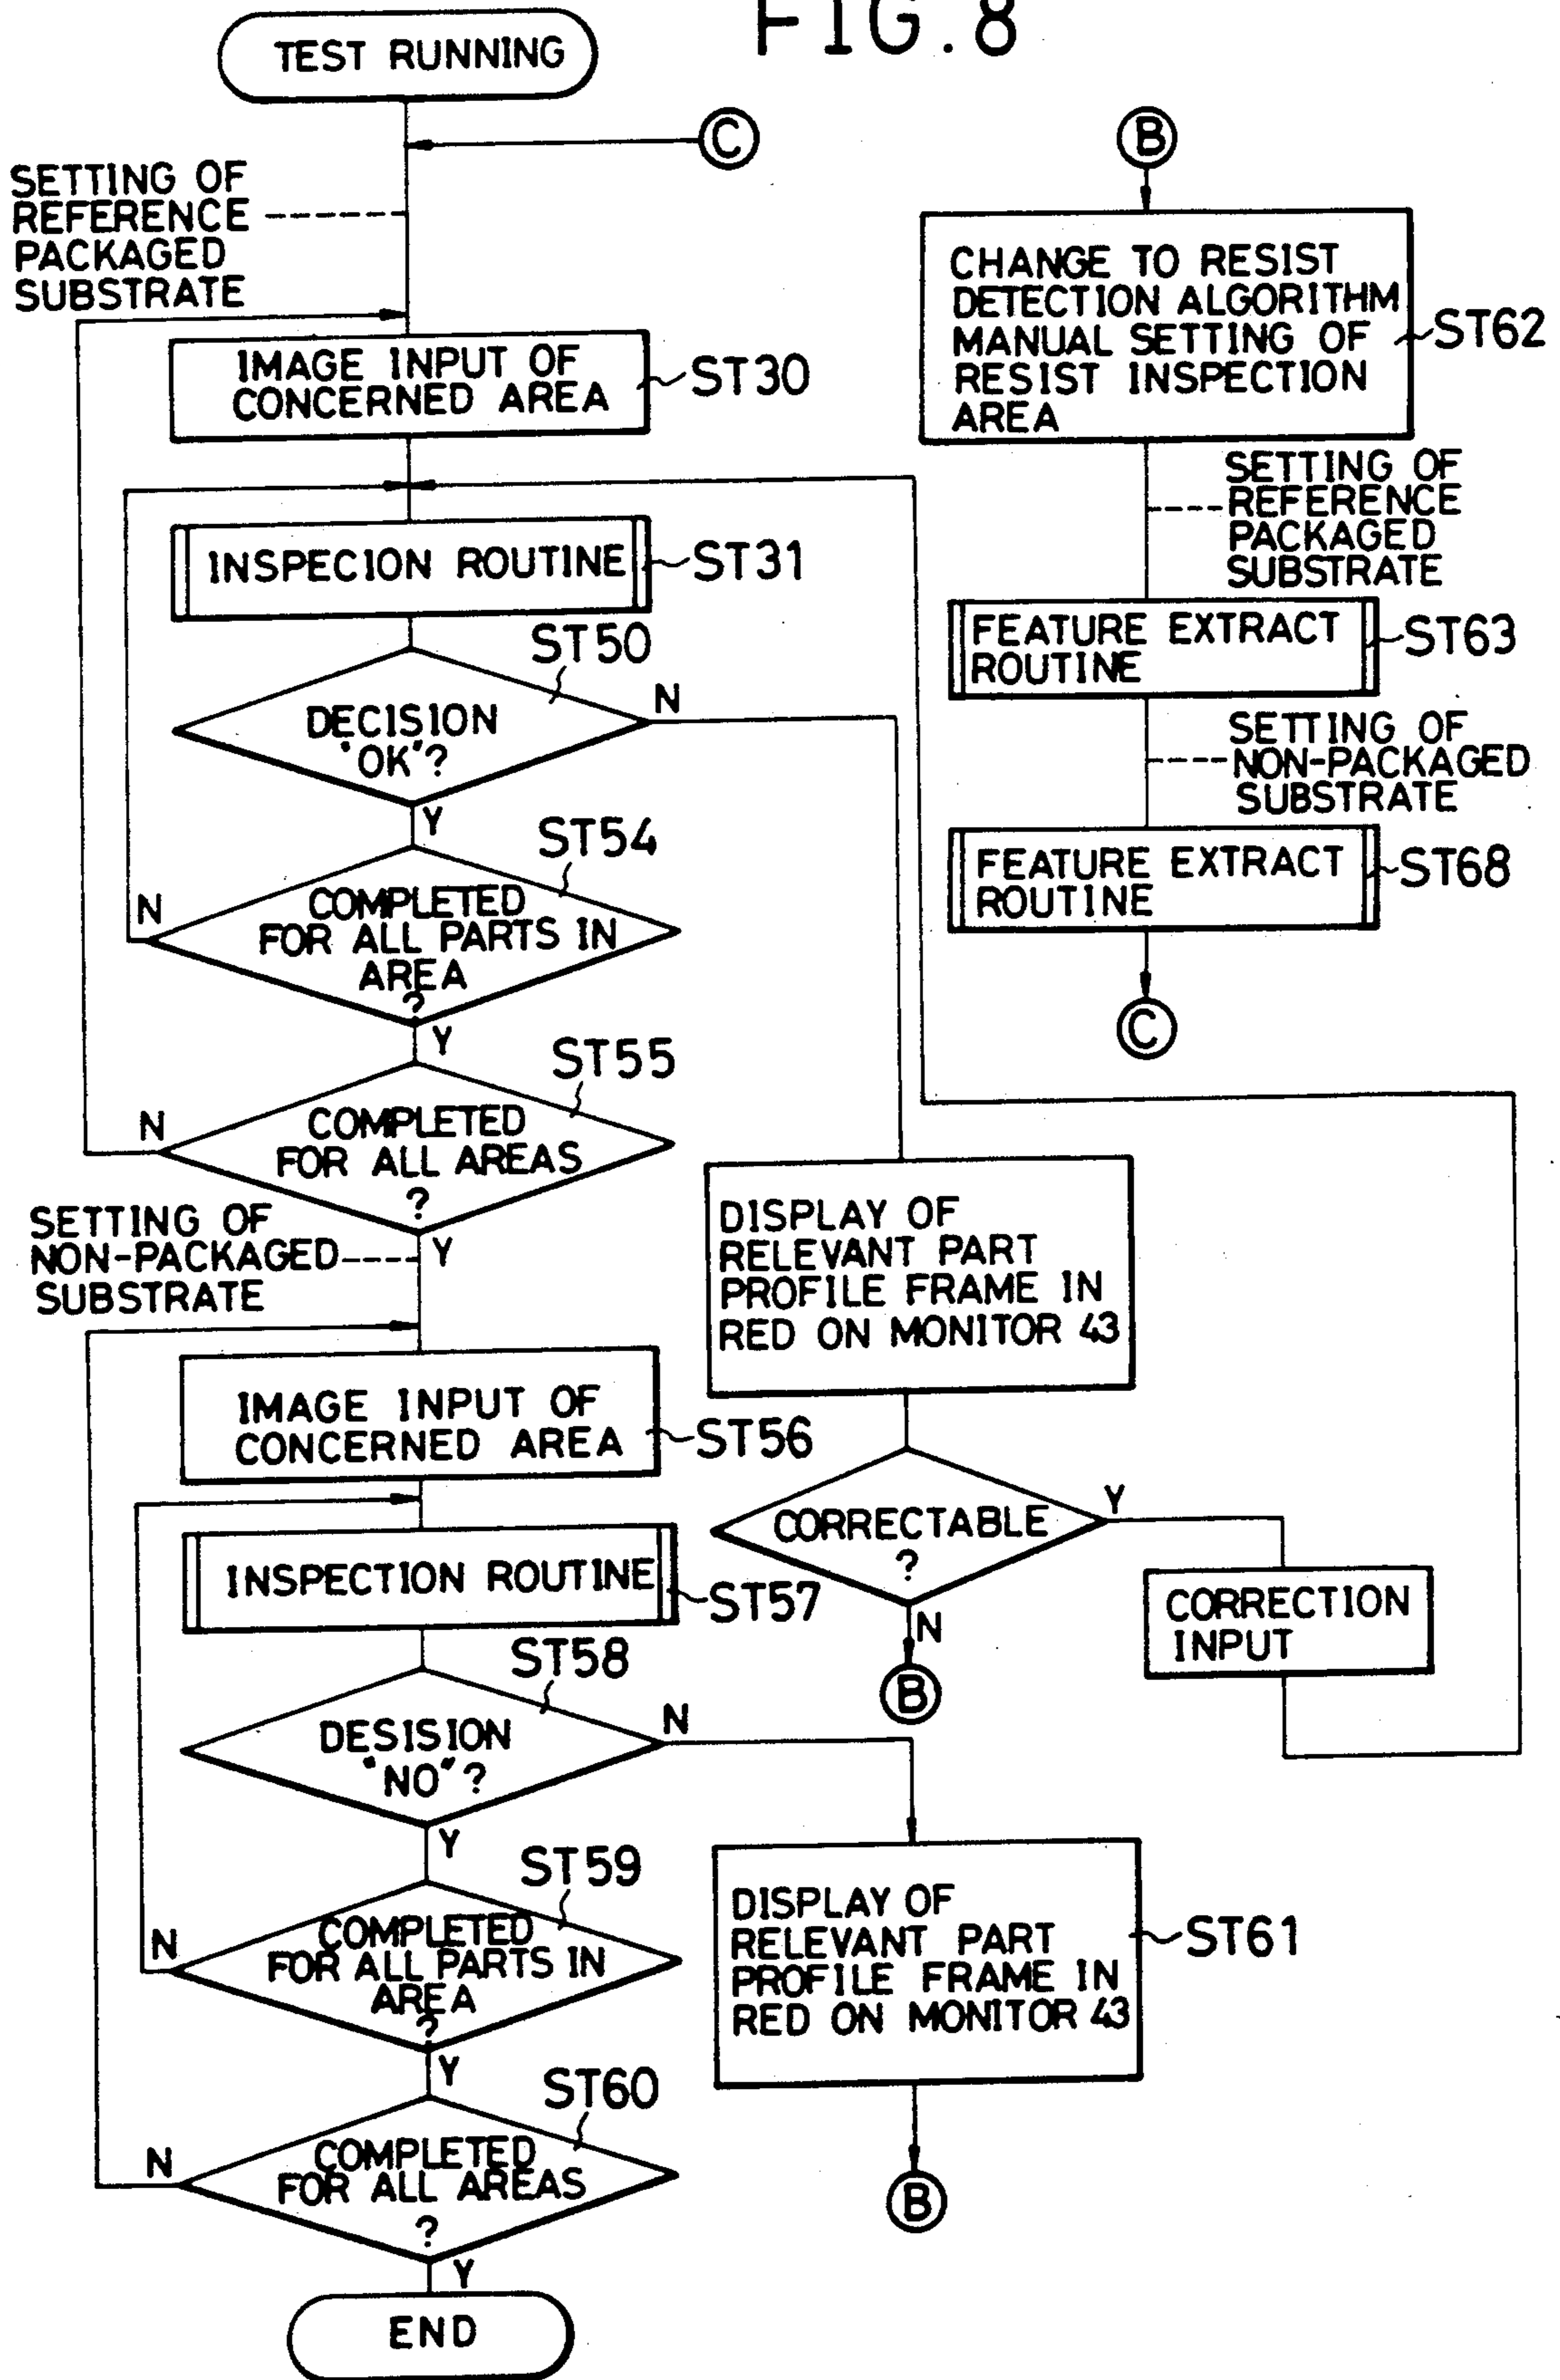 FIG. 8
TEST RUNNING
C
SETTING OF
REFERENCE
PACKAGED
SUBSTRATE
IMAGE INPUT OF
CONCERNED AREA
ST30
INSPECION ROUTINE
ST31
ST50
DECISION
"OK"?
N
Y
ST54
COMPLETED
FOR ALL PARTS IN
AREA
?
N
Y
ST55
COMPLETED
FOR ALL AREAS
?
N
Y
SETTING OF
NON-PACKAGED
SUBSTRATE
IMAGE INPUT OF
CONCERNED AREA
ST56
INSPECTION ROUTINE
ST57
ST58
DESISION
"NO"?
N
Y
ST59
COMPLETED
FOR ALL PARTS IN
AREA
?
N
Y
ST60
COMPLETED
FOR ALL AREAS
?
N
Y
END
DISPLAY OF
RELEVANT PART
PROFILE FRAME IN
RED ON MONITOR 43
CORRECTABLE
?
Y
N
B
CORRECTION
INPUT
DISPLAY OF
RELEVANT PART
PROFILE FRAME IN
RED ON MONITOR 43
ST61
B
B
CHANGE TO RESIST
DETECTION ALGORITHM
MANUAL SETTING OF
RESIST INSPECTION
AREA
ST62
SETTING OF
REFERENCE
PACKAGED
SUBSTRATE
FEATURE EXTRACT
ROUTINE
ST63
SETTING OF
NON-PACKAGED
SUBSTRATE
FEATURE EXTRACT
ROUTINE
ST68
C